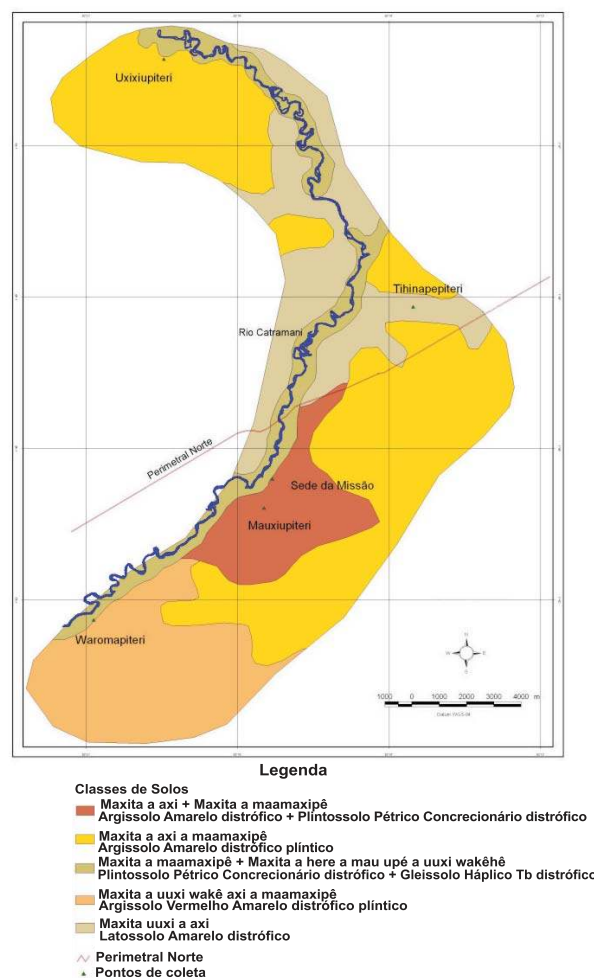 Uxixiupiteri
Tihinapepiteri
Rio Catramani
Perimetral Norte
Sede da Missão
Mauxiupiteri
Waromapiteri
N
W E
S
1000 0 1000 2000 3000 4000 m
Legenda
Classes de Solos
Maxita a axi + Maxita a maamaxipê
Argissolo Amarelo distrófico + Plintossolo Pétrico Concrecionário distrófico
Maxita a axi a maamaxipê
Argissolo Amarelo distrófico plíntico
Maxita a maamaxipê + Maxita a here a mau upé a uuxi wakêhê
Plintossolo Pétrico Concrecionário distrófico + Gleissolo Háplico Tb distrófico
Maxita a uuxi wakê axi a maamaxipê
Argissolo Vermelho Amarelo distrófico plíntico
Maxita uuxi a axi
Latossolo Amarelo distrófico
Perimetral Norte
Pontos de coleta